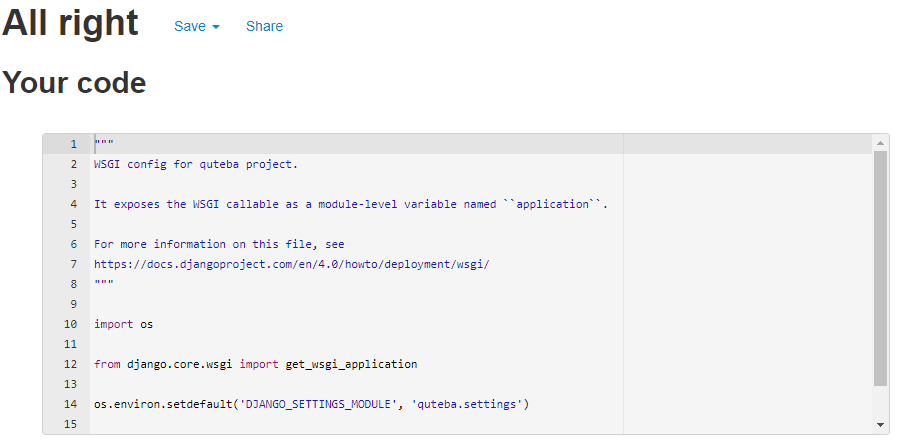 All right Save Share
Your code
1 """
2 WSGI config for quteba project.
3
4 It exposes the WSGI callable as a module-level variable named ``application``.
5
6 For more information on this file, see
7 https://docs.djangoproject.com/en/4.0/howto/deployment/wsgi/
8 """
9
10 import os
11
12 from django.core.wsgi import get_wsgi_application
13
14 os.environ.setdefault('DJANGO_SETTINGS_MODULE', 'quteba.settings')
15